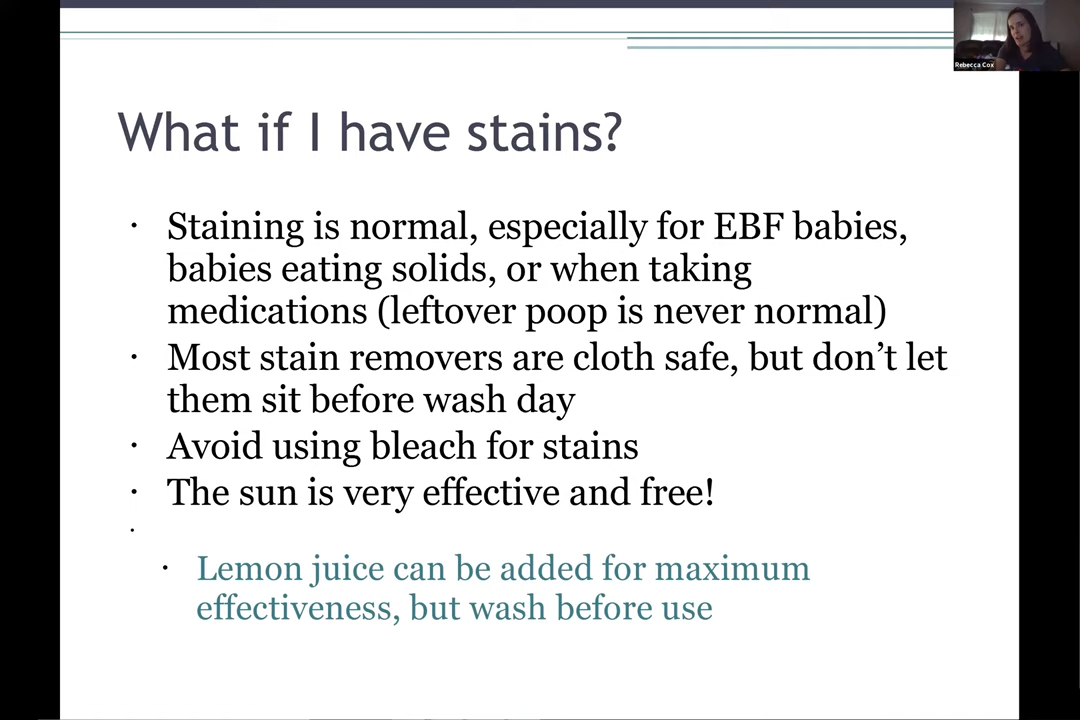 Rebecca Cox
What if I have stains?
· Staining is normal, especially for EBF babies,
babies eating solids, or when taking
medications (leftover poop is never normal)
· Most stain removers are cloth safe, but don’t let
them sit before wash day
· Avoid using bleach for stains
· The sun is very effective and free!
·
· Lemon juice can be added for maximum
effectiveness, but wash before use